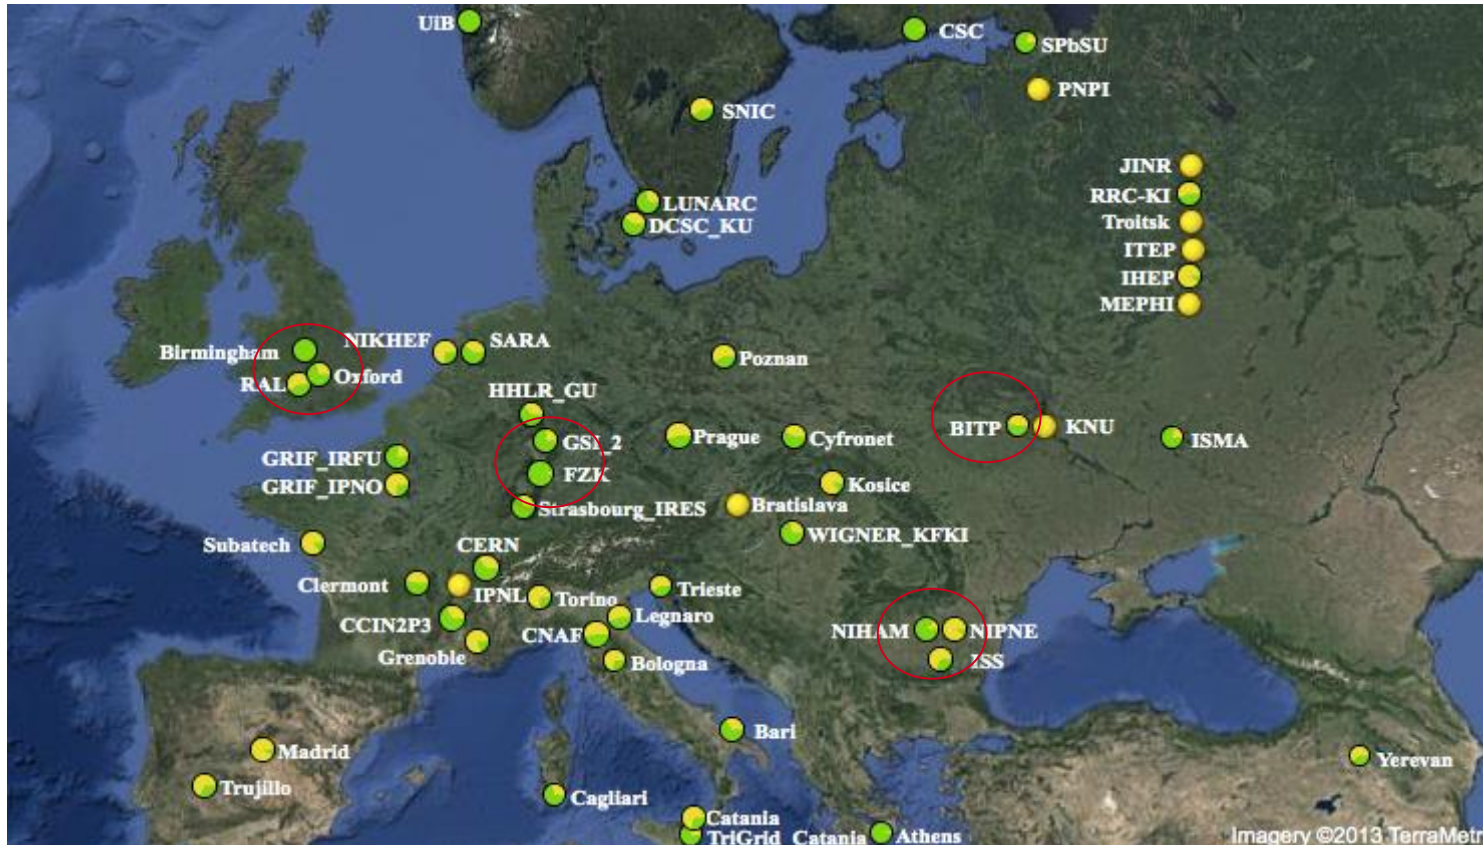 UiB
CSC
SPbSU
PNPI
SNIC
JINR
RRC-KI
LUNARC
Troitsk
DCSC_KU
ITEP
IHEP
MEPHI
NIKHEF
SARA
Birmingham
Poznan
Oxford
RAL
HHLR_GU
BITP
KNU
GSI_2
Prague
Cyfronet
ISMA
GRIF_IRFU
FZK
GRIF_IPNO
Kosice
Strasbourg_IRES
Bratislava
WIGNER_KFKI
Subatech
CERN
Clermont
IPNL
Torino
Trieste
Legnaro
CCIN2P3
CNAF
NIHAM
NIPNE
Grenoble
Bologna
ISS
Bari
Madrid
Yerevan
Trujillo
Cagliari
Catania
TriGrid_Catania
Athens
Imagery ©2013 TerraMetr